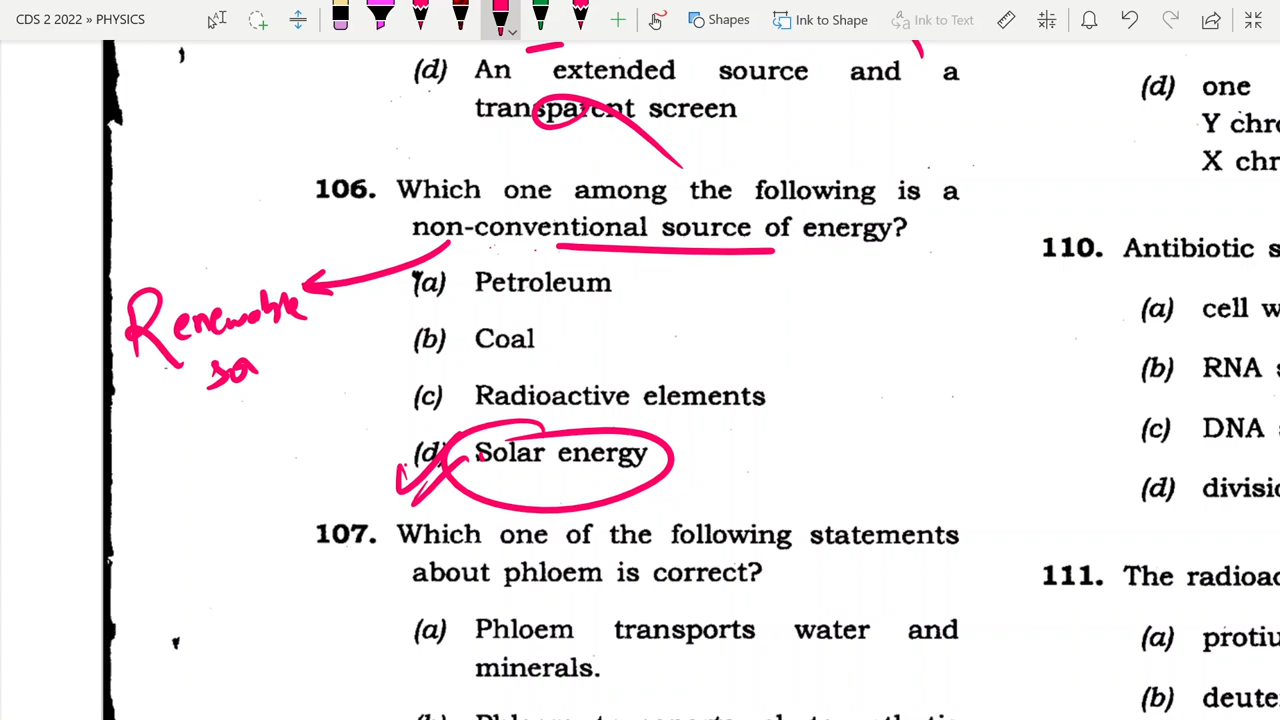 CDS 2 2022 » PHYSICS
Shapes
Ink to Shape
Ink to Text
(d) An extended source and a
transparent screen
106. Which one among the following is a
non-conventional source of energy?
(a) Petroleum
(b) Coal
(c) Radioactive elements
(d) Solar energy
Renewable
so
107. Which one of the following statements
about phloem is correct?
(a) Phloem transports water and
minerals.
(d) one
Y chro
X chr
110. Antibiotic s
(a) cell w
(b) RNA s
(c) DNA s
(d) divisio
111. The radioac
(a) protiu
(b) deute